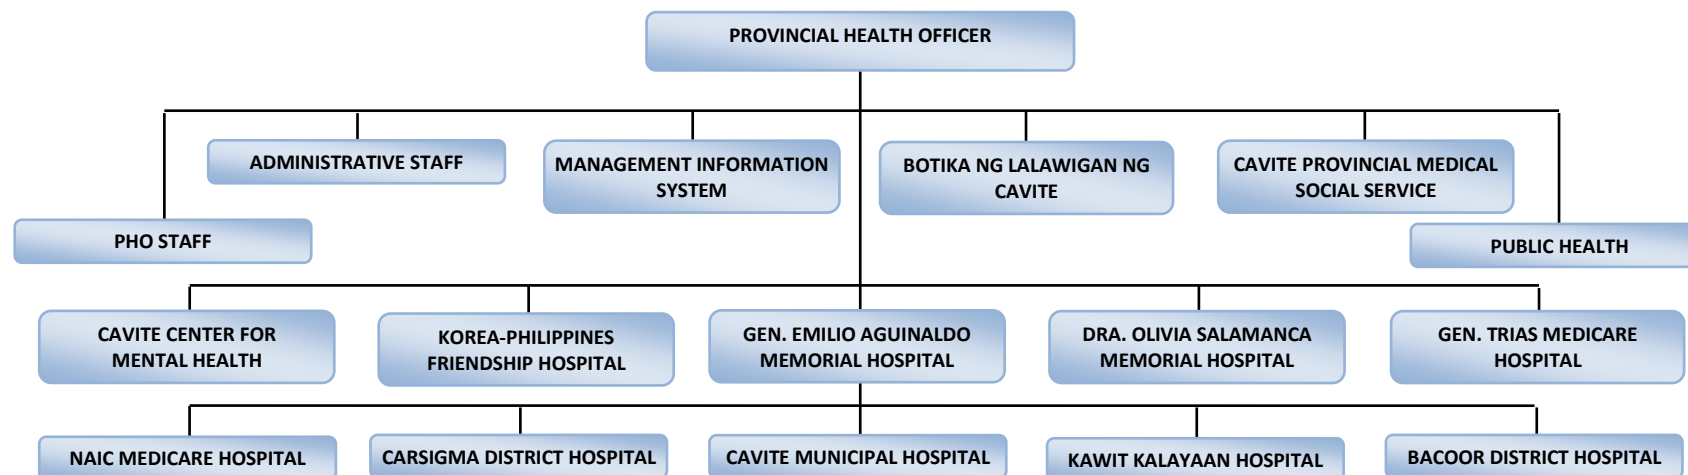 PROVINCIAL HEALTH OFFICER
ADMINISTRATIVE STAFF
MANAGEMENT INFORMATION
SYSTEM
BOTIKA NG LALAWIGAN NG
CAVITE
CAVITE PROVINCIAL MEDICAL
SOCIAL SERVICE
PHO STAFF
PUBLIC HEALTH
CAVITE CENTER FOR
MENTAL HEALTH
KOREA-PHILIPPINES
FRIENDSHIP HOSPITAL
GEN. EMILIO AGUINALDO
MEMORIAL HOSPITAL
DRA. OLIVIA SALAMANCA
MEMORIAL HOSPITAL
GEN. TRIAS MEDICARE
HOSPITAL
NAIC MEDICARE HOSPITAL
CARSIGMA DISTRICT HOSPITAL
CAVITE MUNICIPAL HOSPITAL
KAWIT KALAYAAN HOSPITAL
BACOOR DISTRICT HOSPITAL